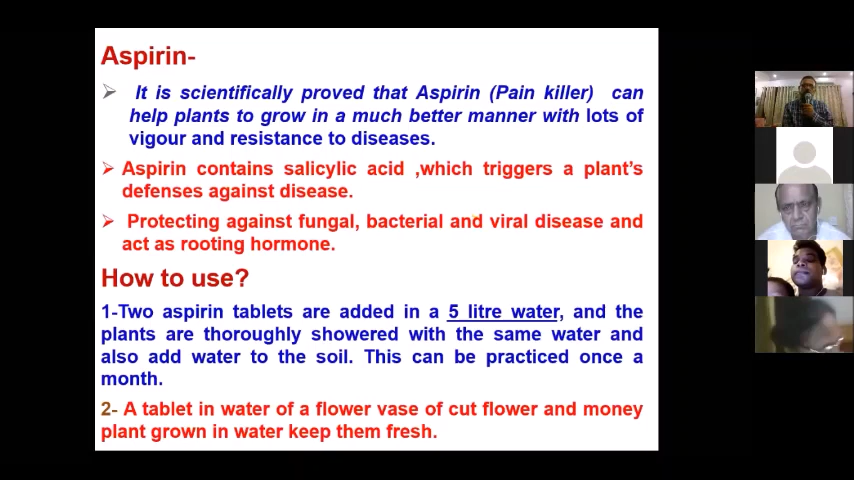 Aspirin-
It is scientifically proved that Aspirin (Pain killer) can
help plants to grow in a much better manner with lots of
vigour and resistance to diseases.
Aspirin contains salicylic acid ,which triggers a plant's
defenses against disease.
Protecting against fungal, bacterial and viral disease and
act as rooting hormone.
How to use?
1-Two aspirin tablets are added in a 5 litre water, and the
plants are thoroughly showered with the same water and
also add water to the soil. This can be practiced once a
month.
2- A tablet in water of a flower vase of cut flower and money
plant grown in water keep them fresh.